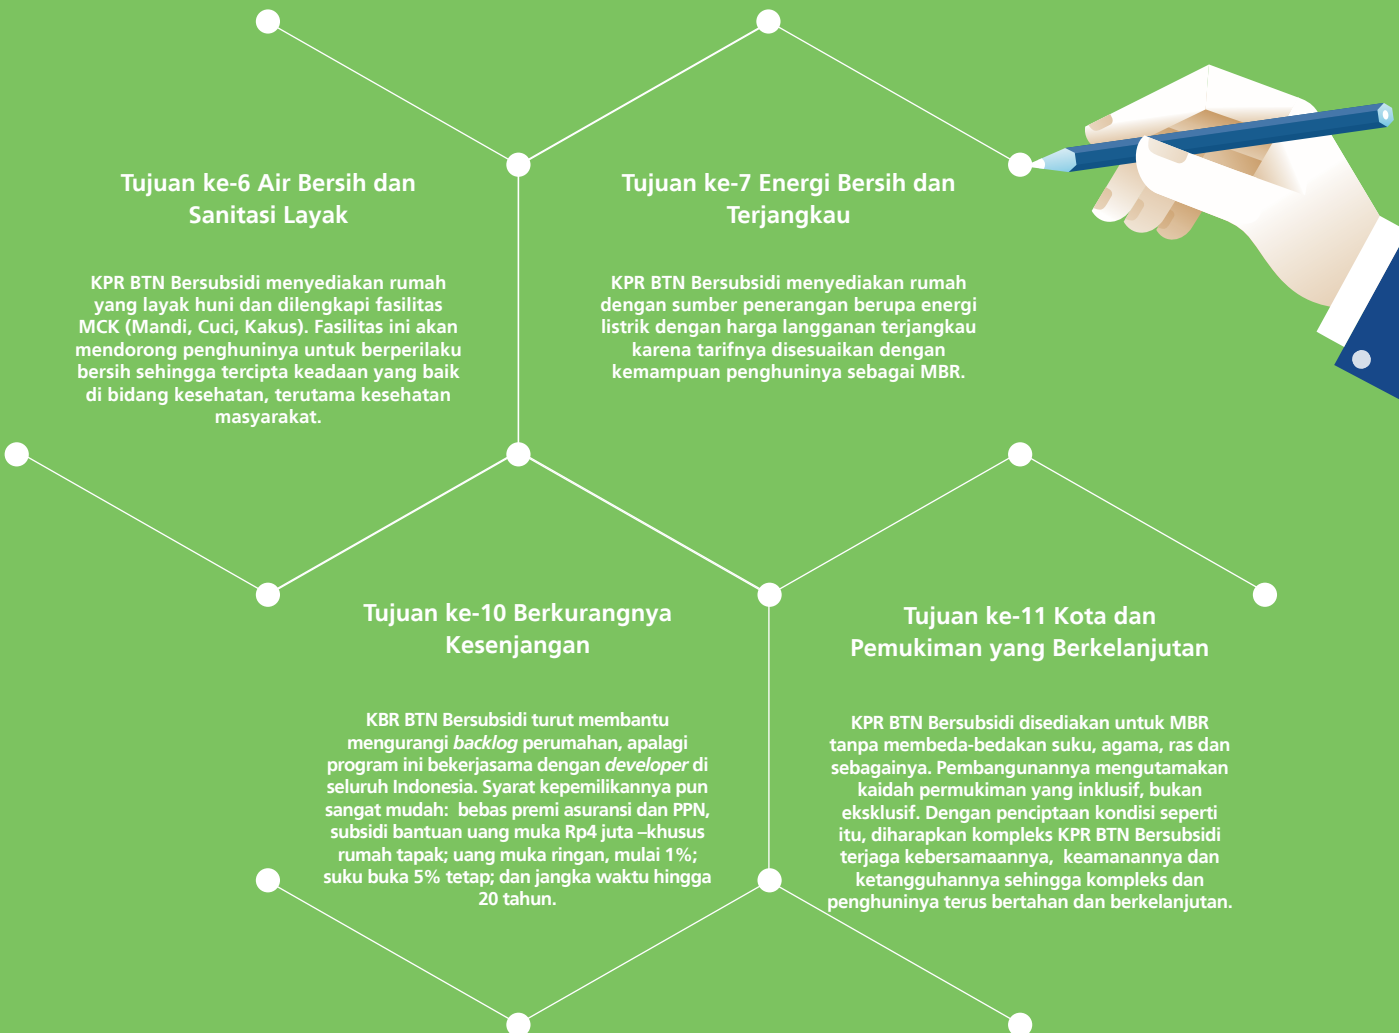 Tujuan ke-6 Air Bersih dan
Sanitasi Layak
KPR BTN Bersubsidi menyediakan rumah
yang layak huni dan dilengkapi fasilitas
MCK (Mandi, Cuci, Kakus). Fasilitas ini akan
mendorong penghuninya untuk berperilaku
bersih sehingga tercipta keadaan yang baik
di bidang kesehatan, terutama kesehatan
masyarakat.
Tujuan ke-7 Energi Bersih dan
Terjangkau
KPR BTN Bersubsidi menyediakan rumah
dengan sumber penerangan berupa energi
listrik dengan harga langganan terjangkau
karena tarifnya disesuaikan dengan
kemampuan penghuninya sebagai MBR.
Tujuan ke-10 Berkurangnya
Kesenjangan
KBR BTN Bersubsidi turut membantu
mengurangi backlog perumahan, apalagi
program ini bekerjasama dengan developer di
seluruh Indonesia. Syarat kepemilikannya pun
sangat mudah:  bebas premi asuransi dan PPN,
subsidi bantuan uang muka Rp4 juta –khusus
rumah tapak; uang muka ringan, mulai 1%;
suku buka 5% tetap; dan jangka waktu hingga
20 tahun.
Tujuan ke-11 Kota dan
Pemukiman yang Berkelanjutan
KPR BTN Bersubsidi disediakan untuk MBR
tanpa membeda-bedakan suku, agama, ras dan
sebagainya. Pembangunannya mengutamakan
kaidah permukiman yang inklusif, bukan
eksklusif. Dengan penciptaan kondisi seperti
itu, diharapkan kompleks KPR BTN Bersubsidi
terjaga kebersamaannya,  keamanannya dan
ketangguhannya sehingga kompleks dan
penghuninya terus bertahan dan berkelanjutan.